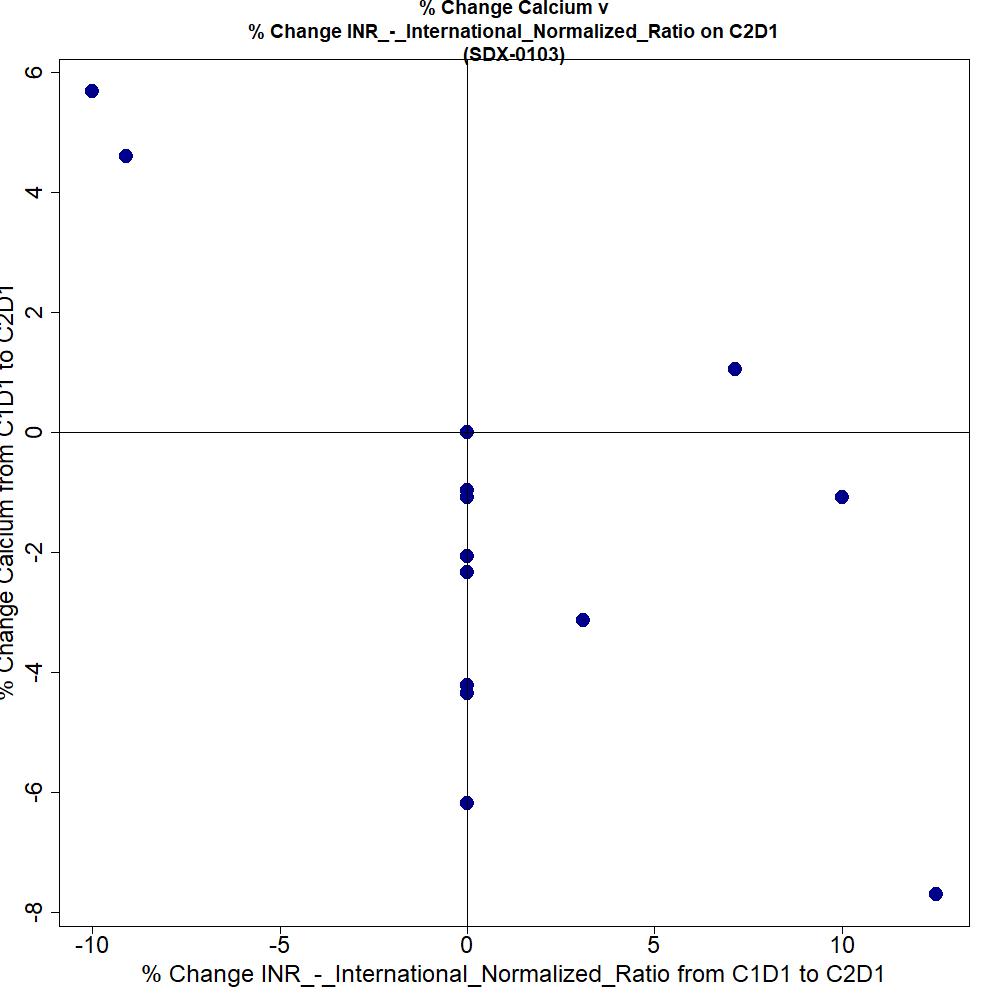 % Change Calcium v
% Change INR_-_International_Normalized_Ratio on C2D1
(SDX-0103)
6
4
2
0
-2
-4
-6
-8
% Change Calcium from C1D1 to C2D1
-10
-5
0
5
10
% Change INR_-_International_Normalized_Ratio from C1D1 to C2D1